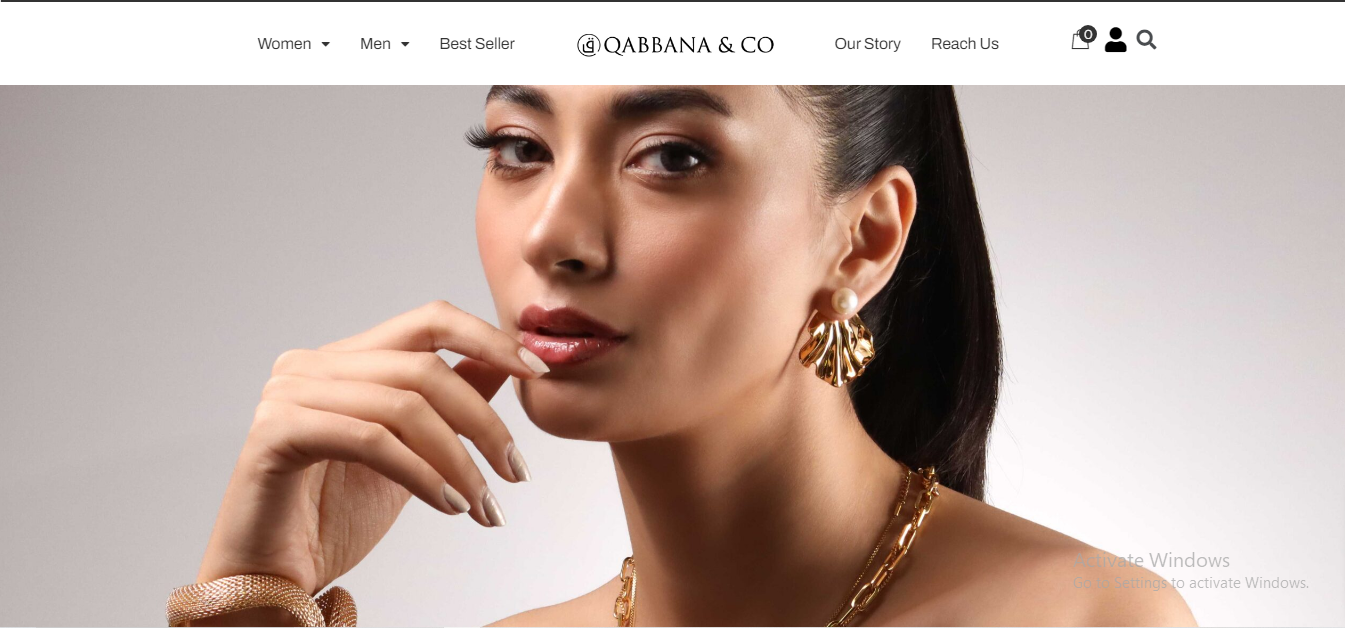 Women Men Best Seller QABBANA & CO Our Story Reach Us 0
Activate Windows
Go to Settings to activate Windows.